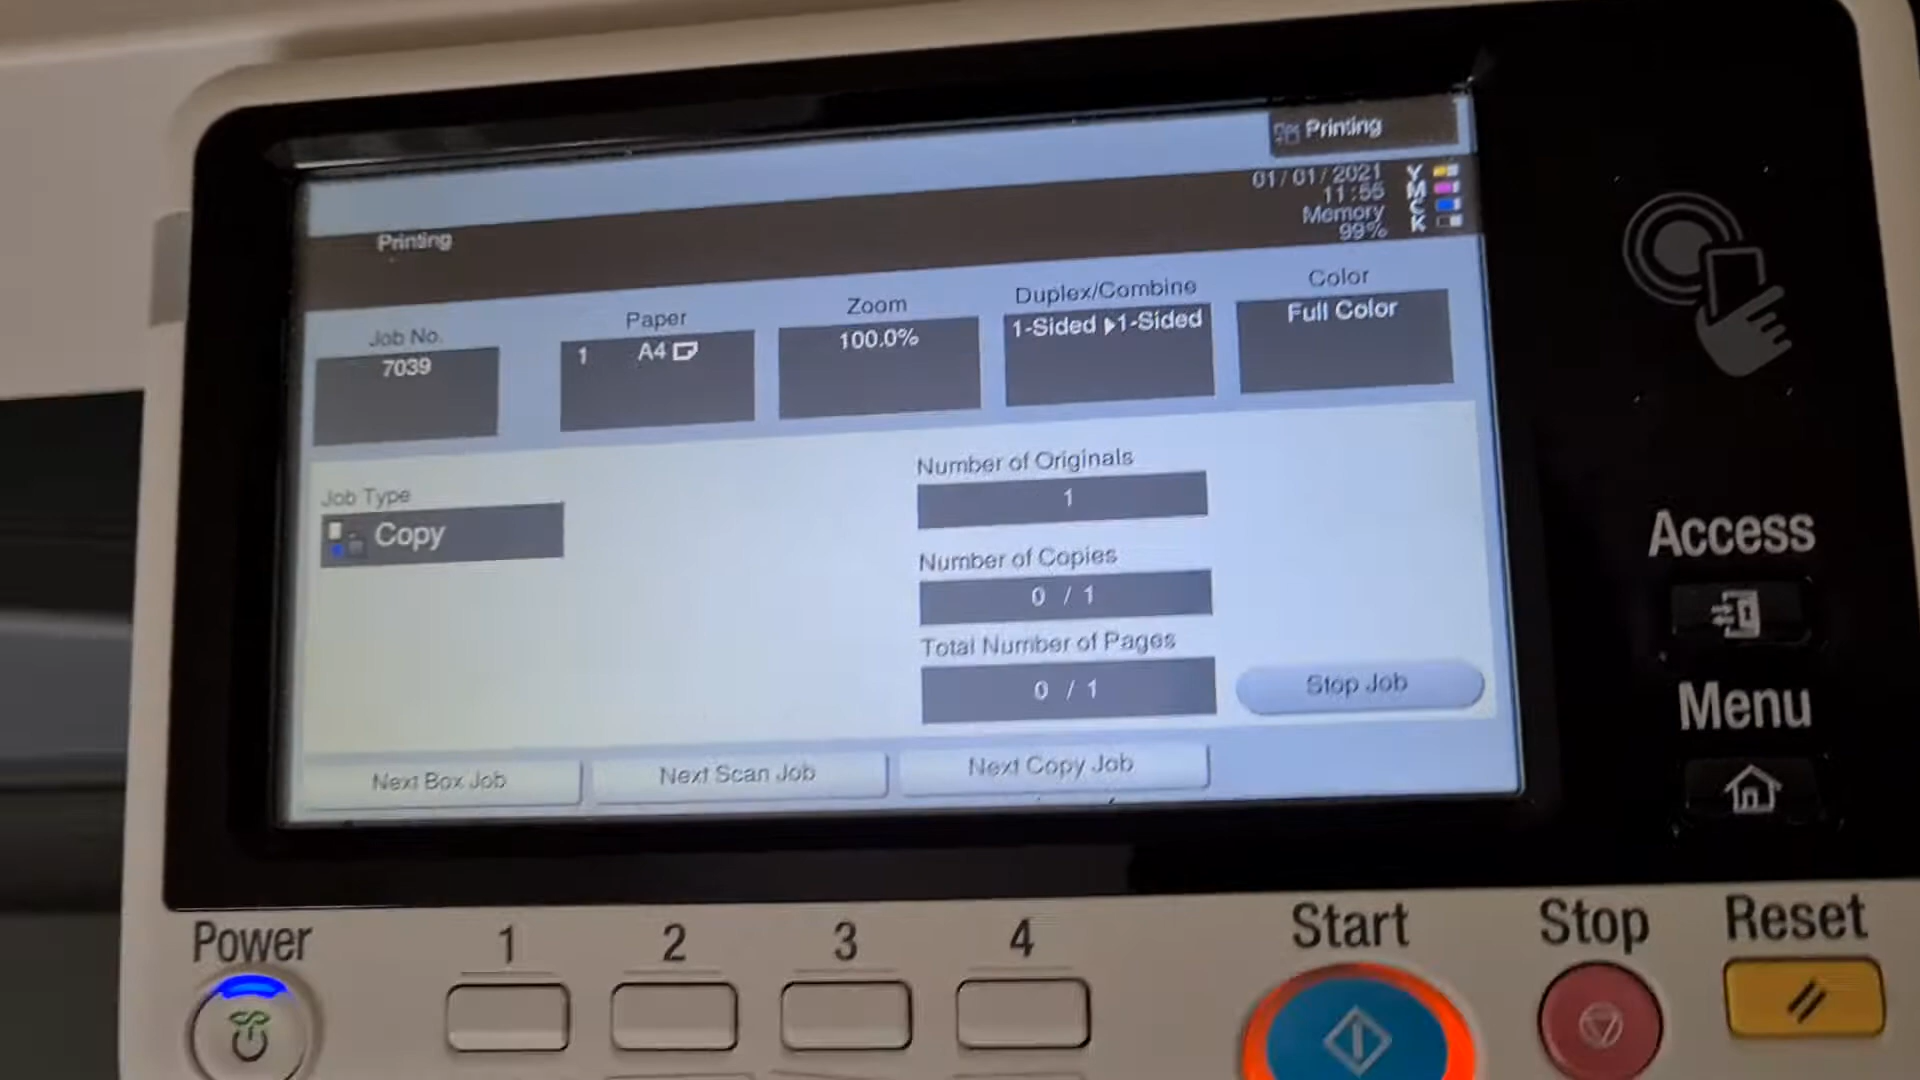 Printing
01/01/2021
11:55
Memory
99%
Y
M
C
K
Printing
Job No.
7039
Paper
1 A4
Zoom
100.0%
Duplex/Combine
1-Sided ▶1-Sided
Color
Full Color
Job Type
Copy
Number of Originals
1
Number of Copies
0 / 1
Total Number of Pages
0 / 1
Stop Job
Next Box Job
Next Scan Job
Next Copy Job
Access
Menu
Power
1
2
3
4
Start
Stop
Reset